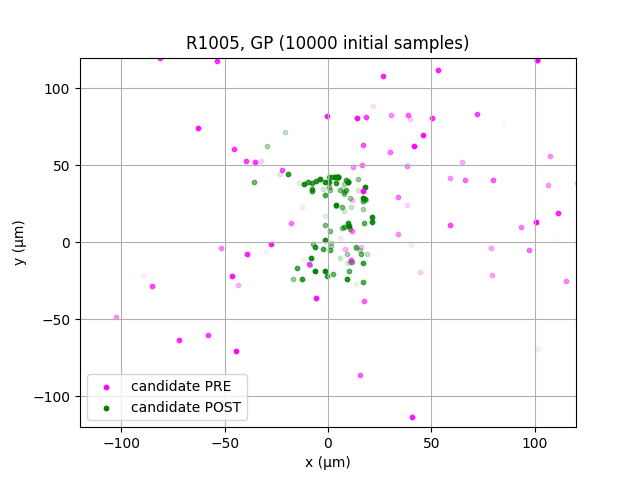 R1005, GP (10000 initial samples)
y (µm)
100
50
0
−50
−100
candidate PRE
candidate POST
−100
−50
0
50
100
x (µm)